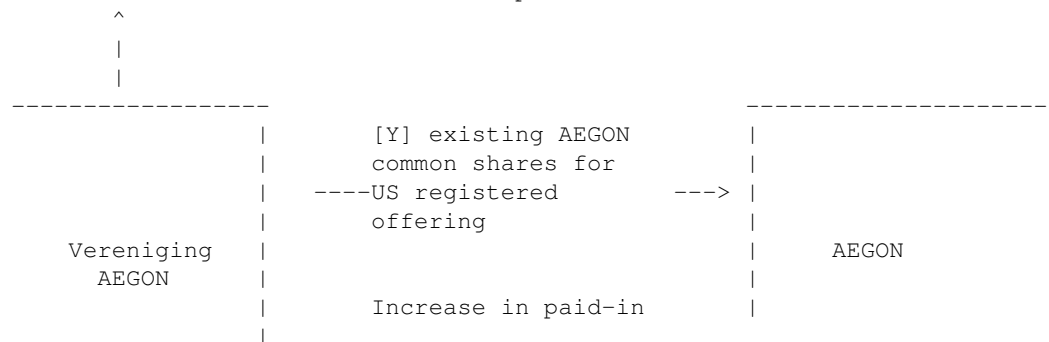 [Y] existing AEGON
common shares for
US registered
offering
Vereniging AEGON
AEGON
Increase in paid-in